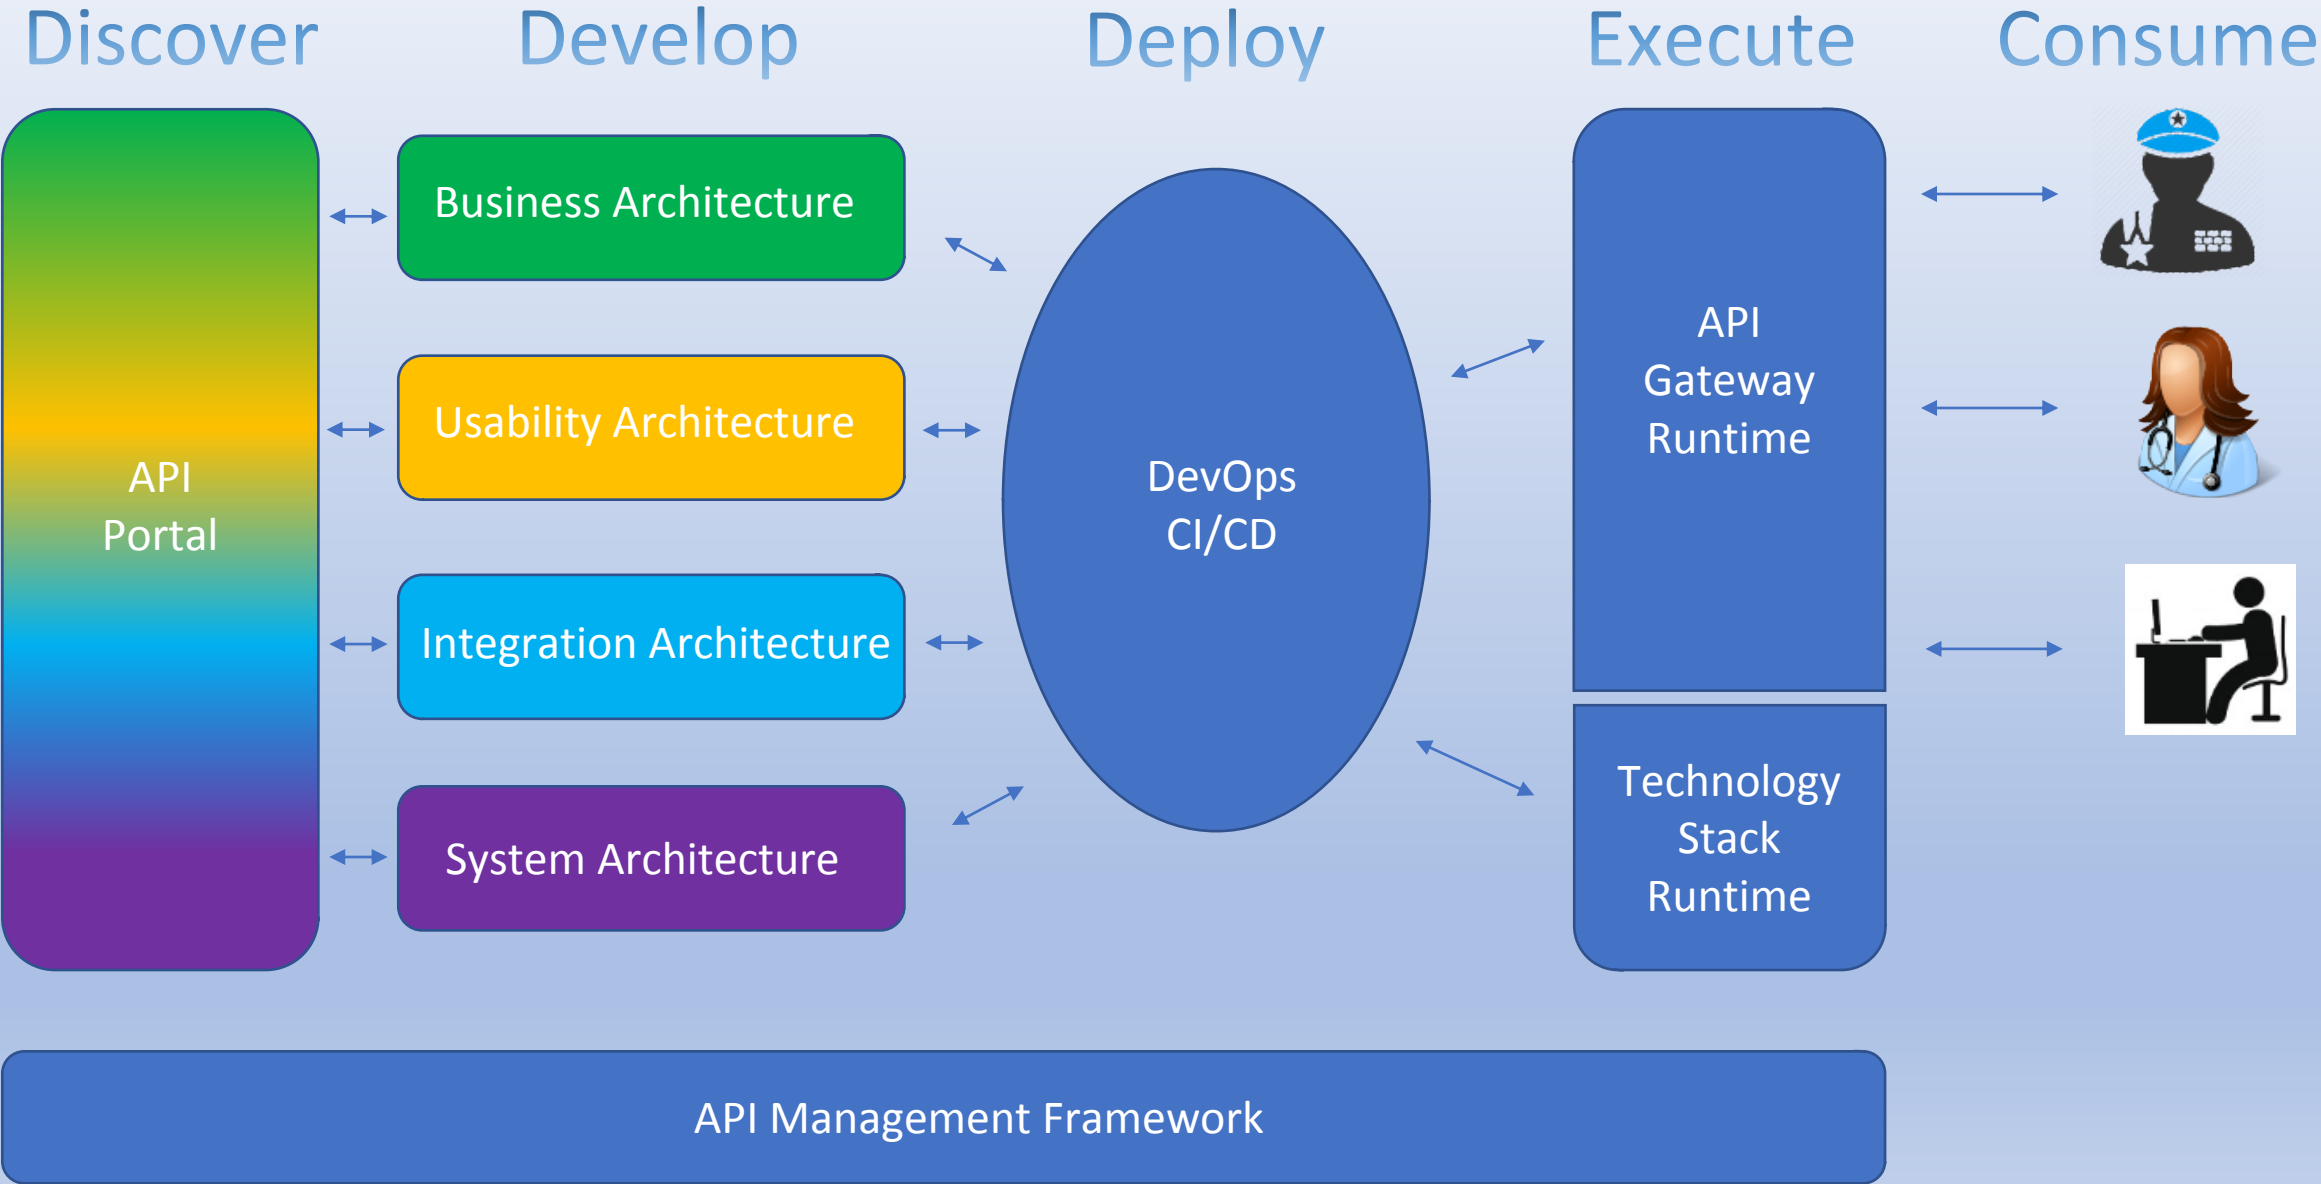 Discover
Develop
Deploy
Execute
Consume
API
Portal
Business Architecture
Usability Architecture
Integration Architecture
System Architecture
DevOps
CI/CD
API
Gateway
Runtime
Technology
Stack
Runtime
API Management Framework